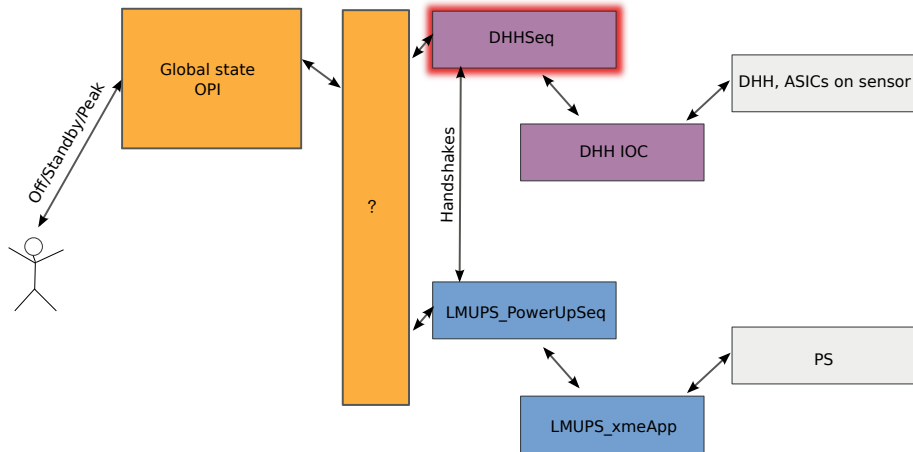 Global state
OPI
Off/Standby/Peak
?
DHHSeq
DHH, ASICs on sensor
DHH IOC
Handshakes
LMUPS_PowerUpSeq
PS
LMUPS_xmeApp